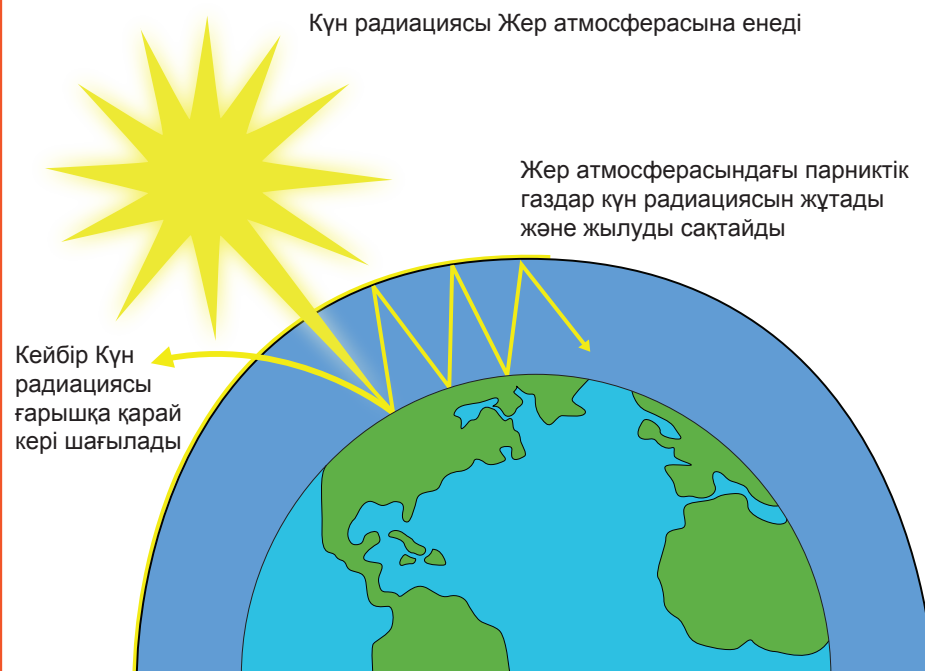 Күн радиациясы Жер атмосферасына енеді
Жер атмосферасындағы парниктік
газдар күн радиациясын жұтады
және жылуды сақтайды
Кейбір Күн
радиациясы
ғарышқа қарай
кері шағылады